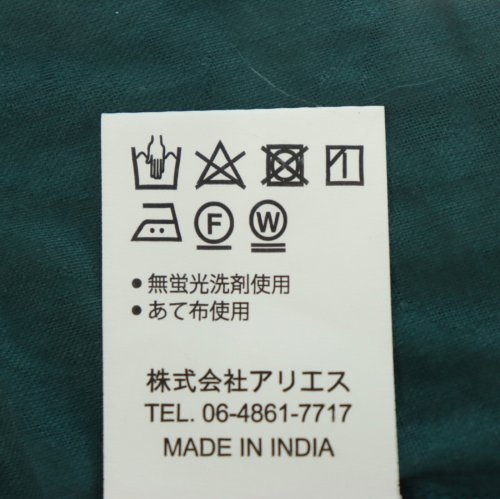 F W
• 無蛍光洗剤使用
• あて布使用
株式会社アリエス
TEL. 06-4861-7717
MADE IN INDIA